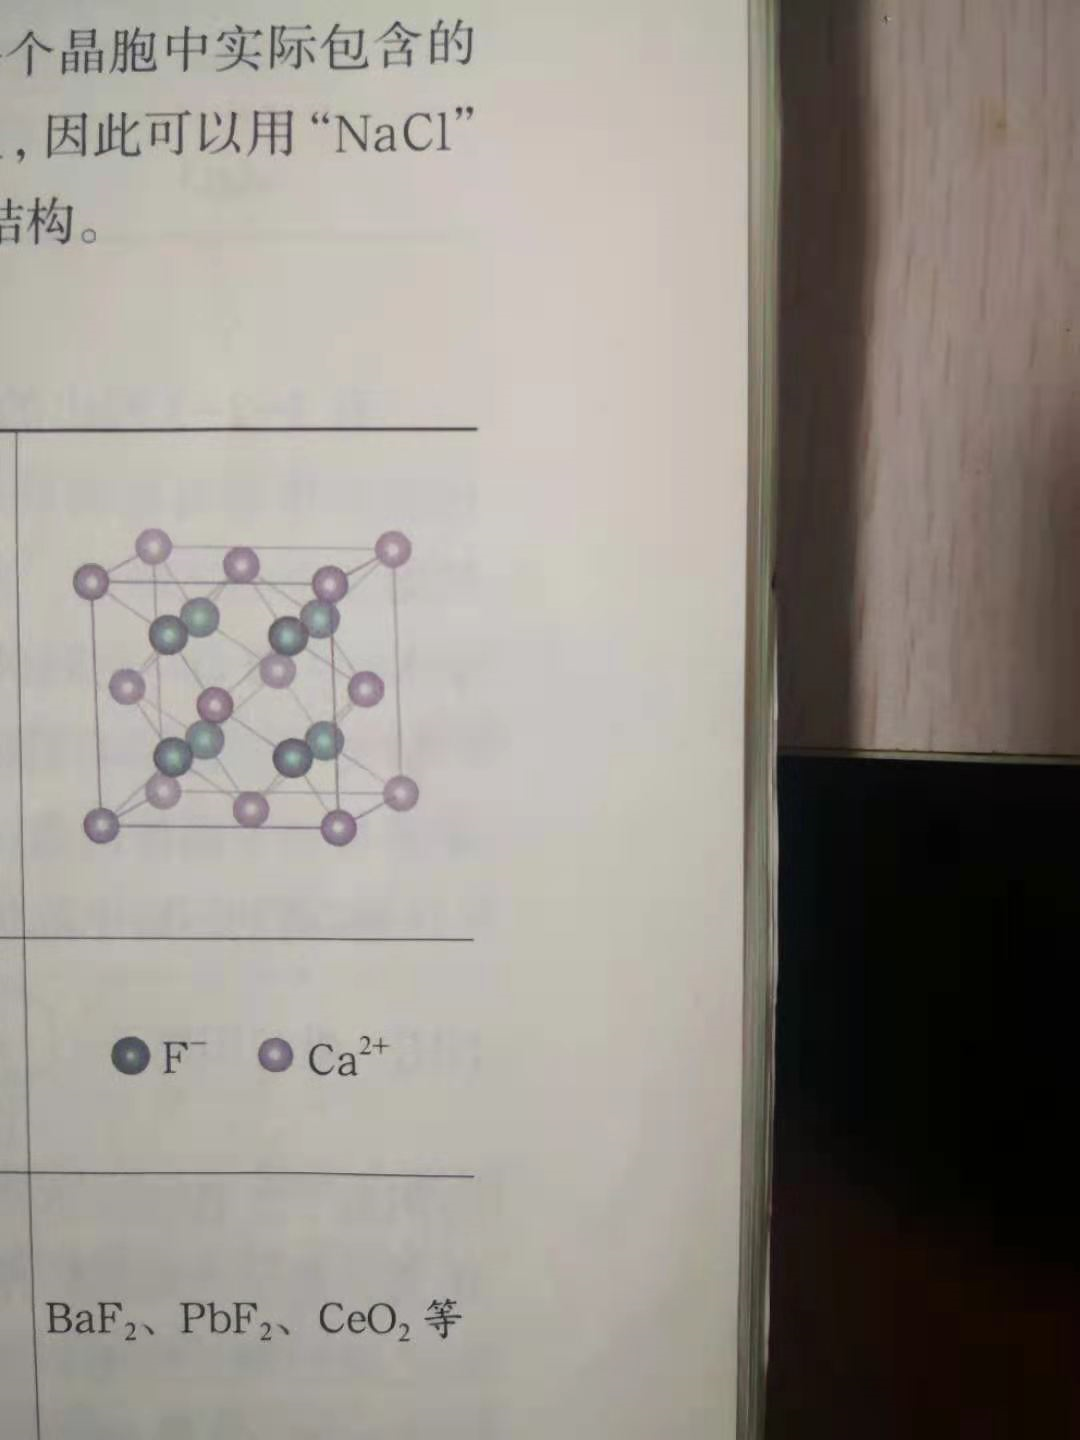 个晶胞中实际包含的
，因此可以用“NaCl”
结构。
F⁻ Ca²⁺
BaF₂、PbF₂、CeO₂ 等